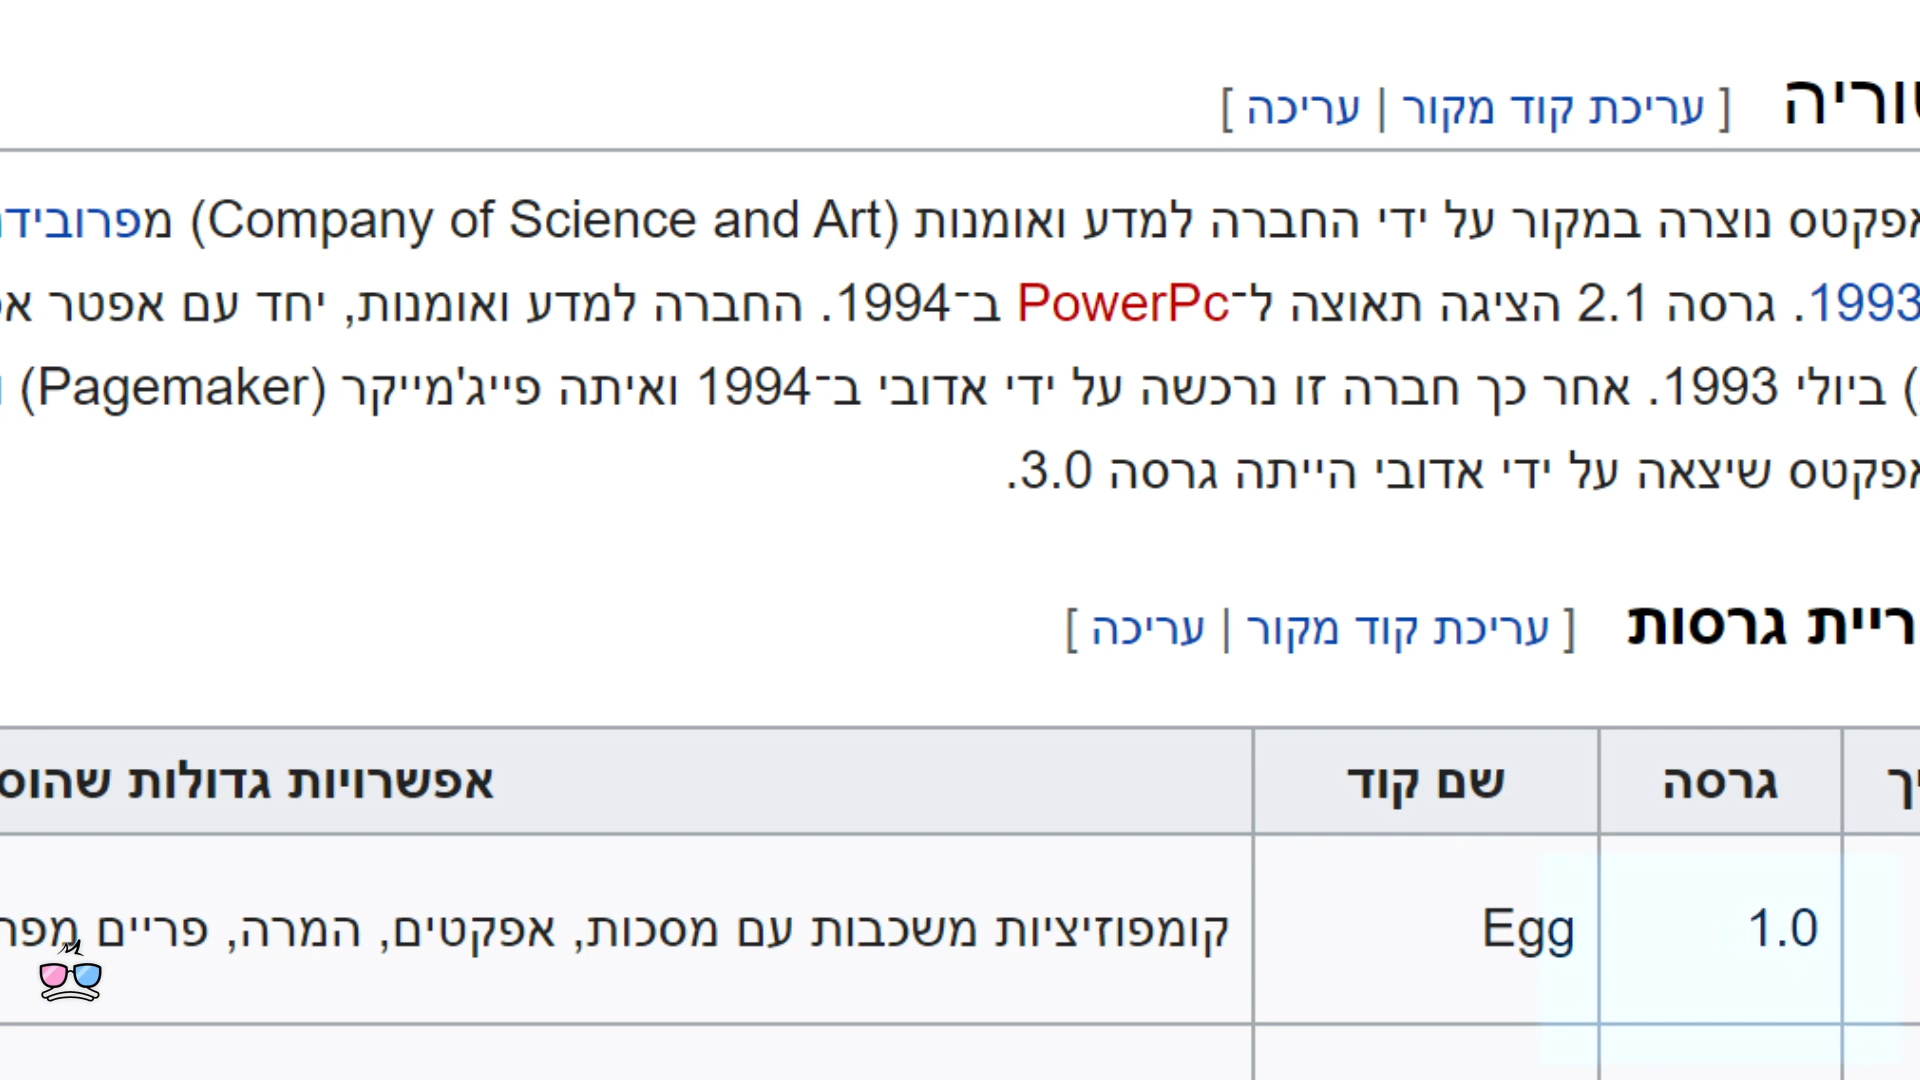 [ עריכת קוד מקור | עריכה ]
נוצרה במקור על ידי החברה למדע ואומנות (Company of Science and Art) מפרובידנ
1993. גרסה 2.1 הציגה תאוצה ל־PowerPc ב־1994. החברה למדע ואומנות, יחד עם אפטר
) ביולי 1993. אחר כך חברה זו נרכשה על ידי אדובי ב־1994 ואיתה פייג'מייקר (Pagemaker)
שיצאה על ידי אדובי הייתה גרסה 3.0.
גרסות [ עריכת קוד מקור | עריכה ]
גרסה שם קוד אפשרויות גדולות
1.0 Egg קומפוזיציות משכבות עם מסכות, אפקטים, המרה, פריים